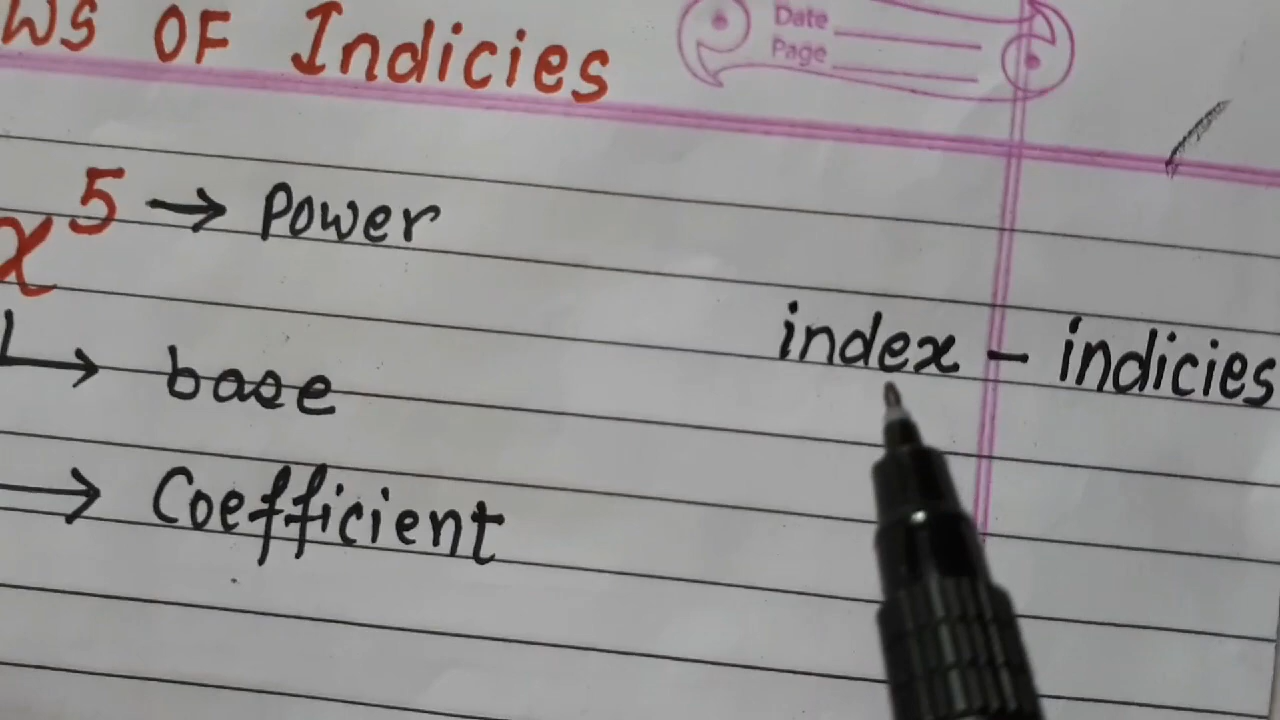 WS OF Indicies
Date
Page
x⁵ → Power
index - indicies
→ base
→ Coefficient